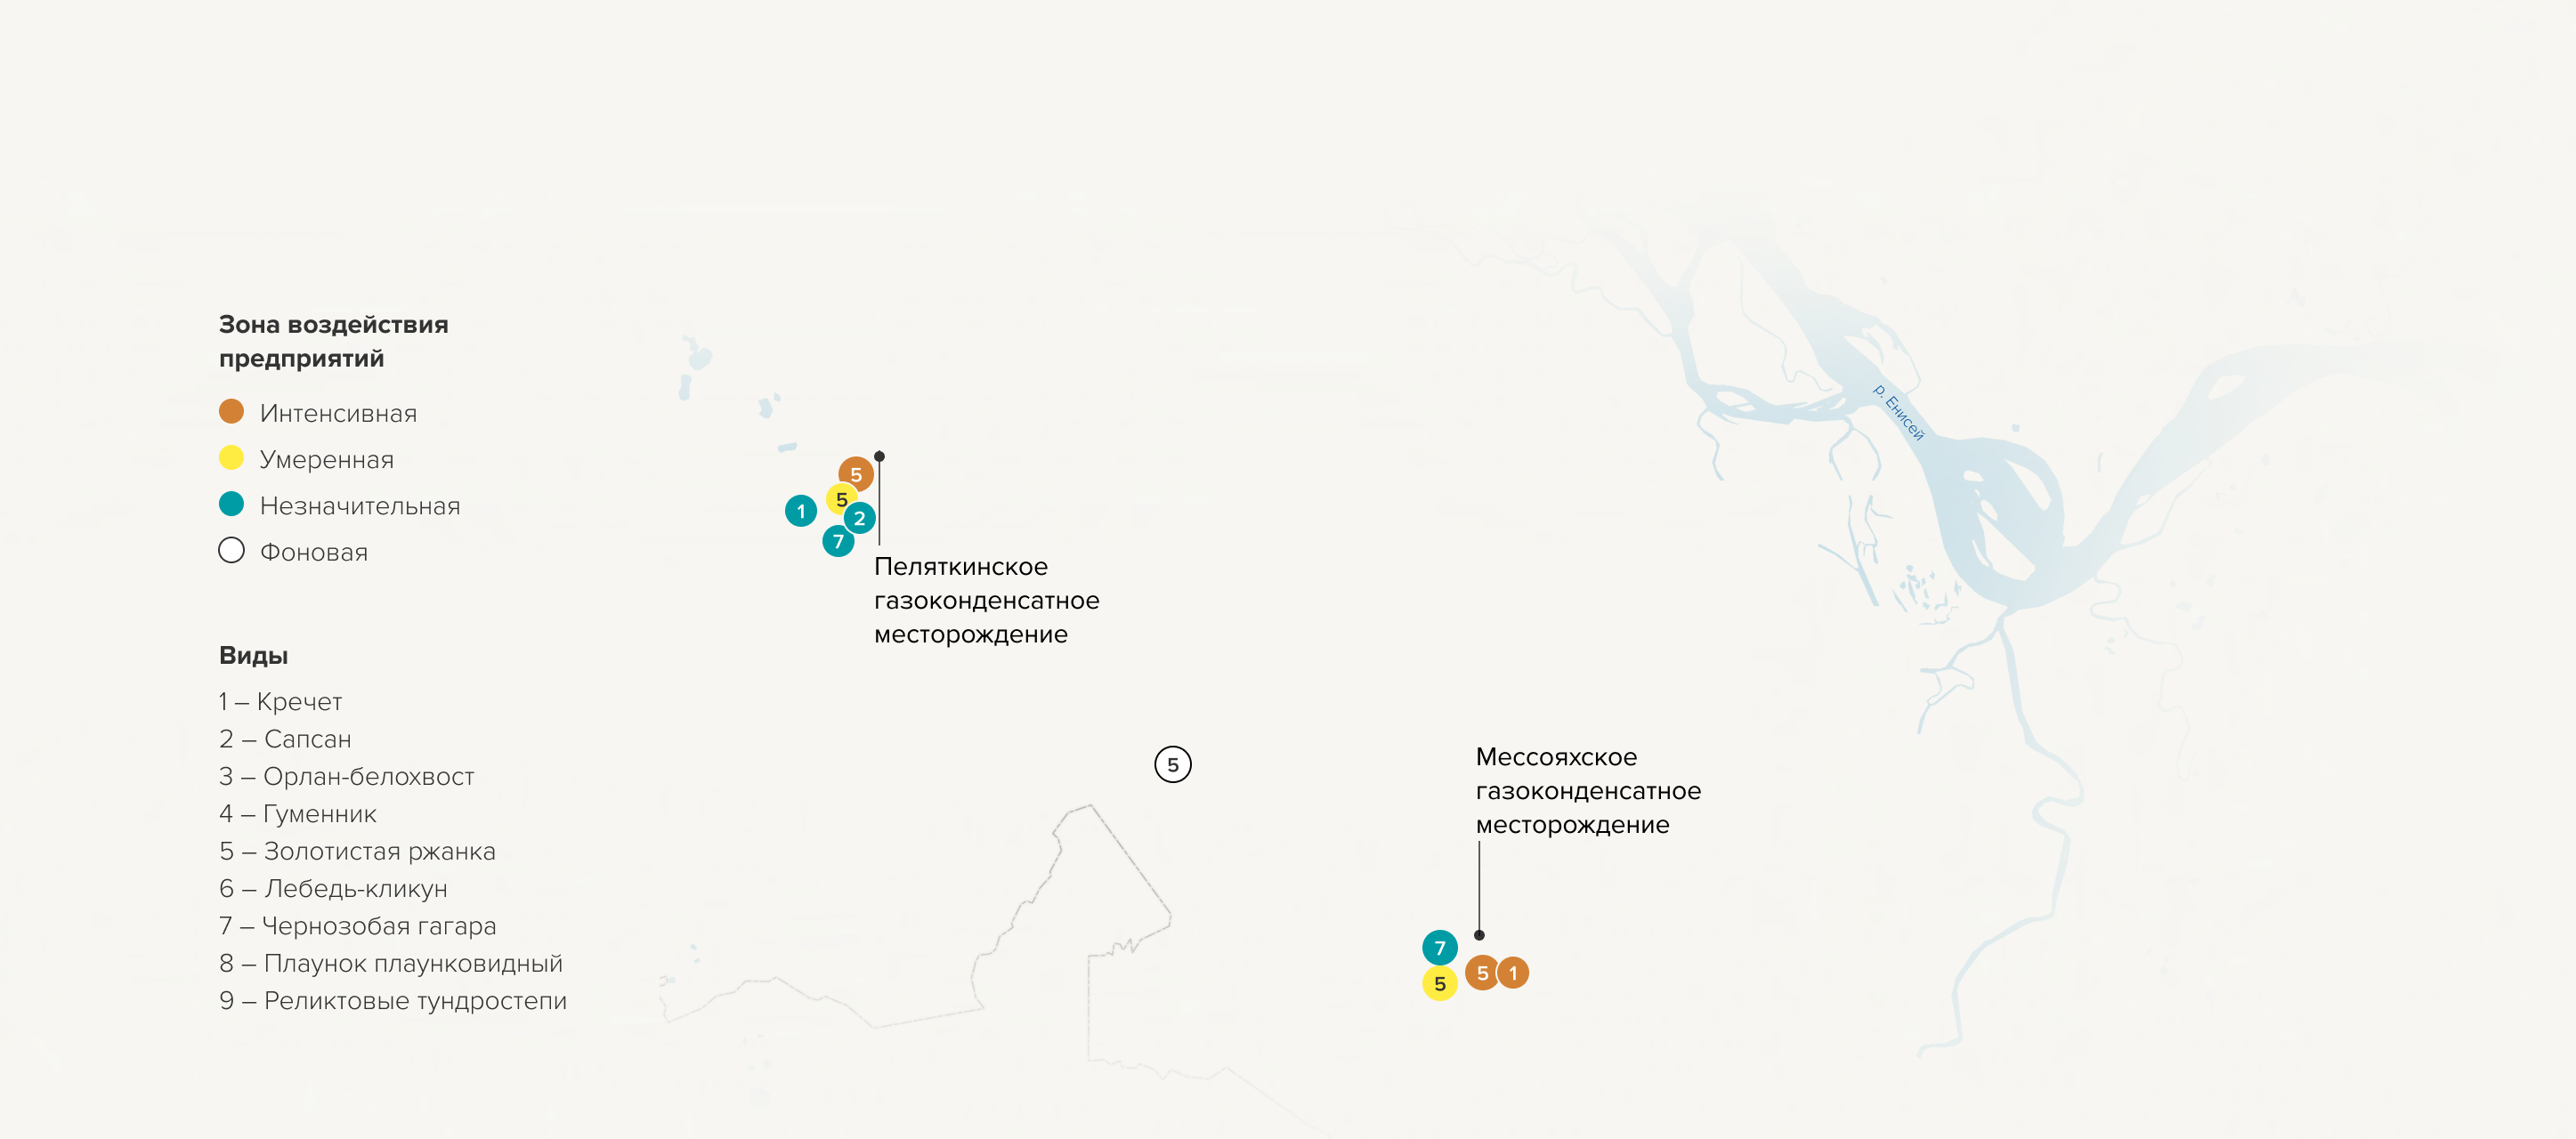 Зона воздействия
предприятий
Интенсивная
Умеренная
Незначительная
Фоновая
Виды
1 – Кречет
2 – Сапсан
3 – Орлан-белохвост
4 – Гуменник
5 – Золотистая ржанка
6 – Лебедь-кликун
7 – Чернозобая гагара
8 – Плаунок плаунковидный
9 – Реликтовые тундростепи
5
5
1
2
7
Пеляткинское
газоконденсатное
месторождение
5
Мессояхское
газоконденсатное
месторождение
7
5
5
1
р. Енисей